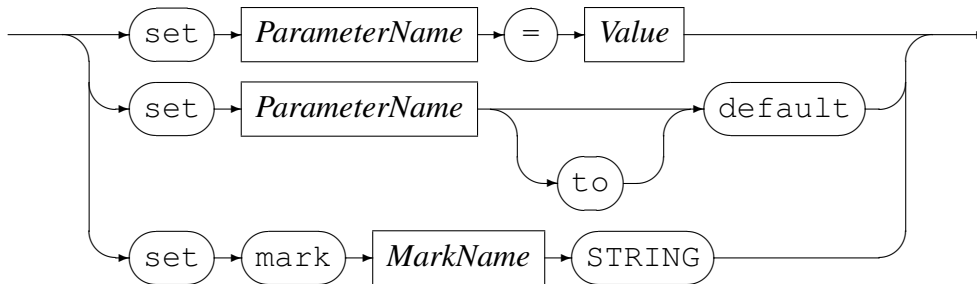 set ParameterName = Value
set ParameterName default
to
set mark MarkName STRING